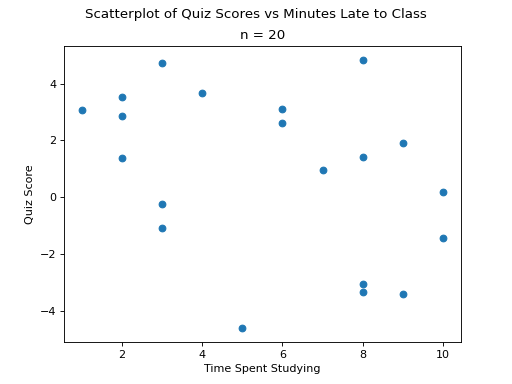 Scatterplot of Quiz Scores vs Minutes Late to Class
n = 20
4
2
0
−2
−4
Quiz Score
2 4 6 8 10
Time Spent Studying